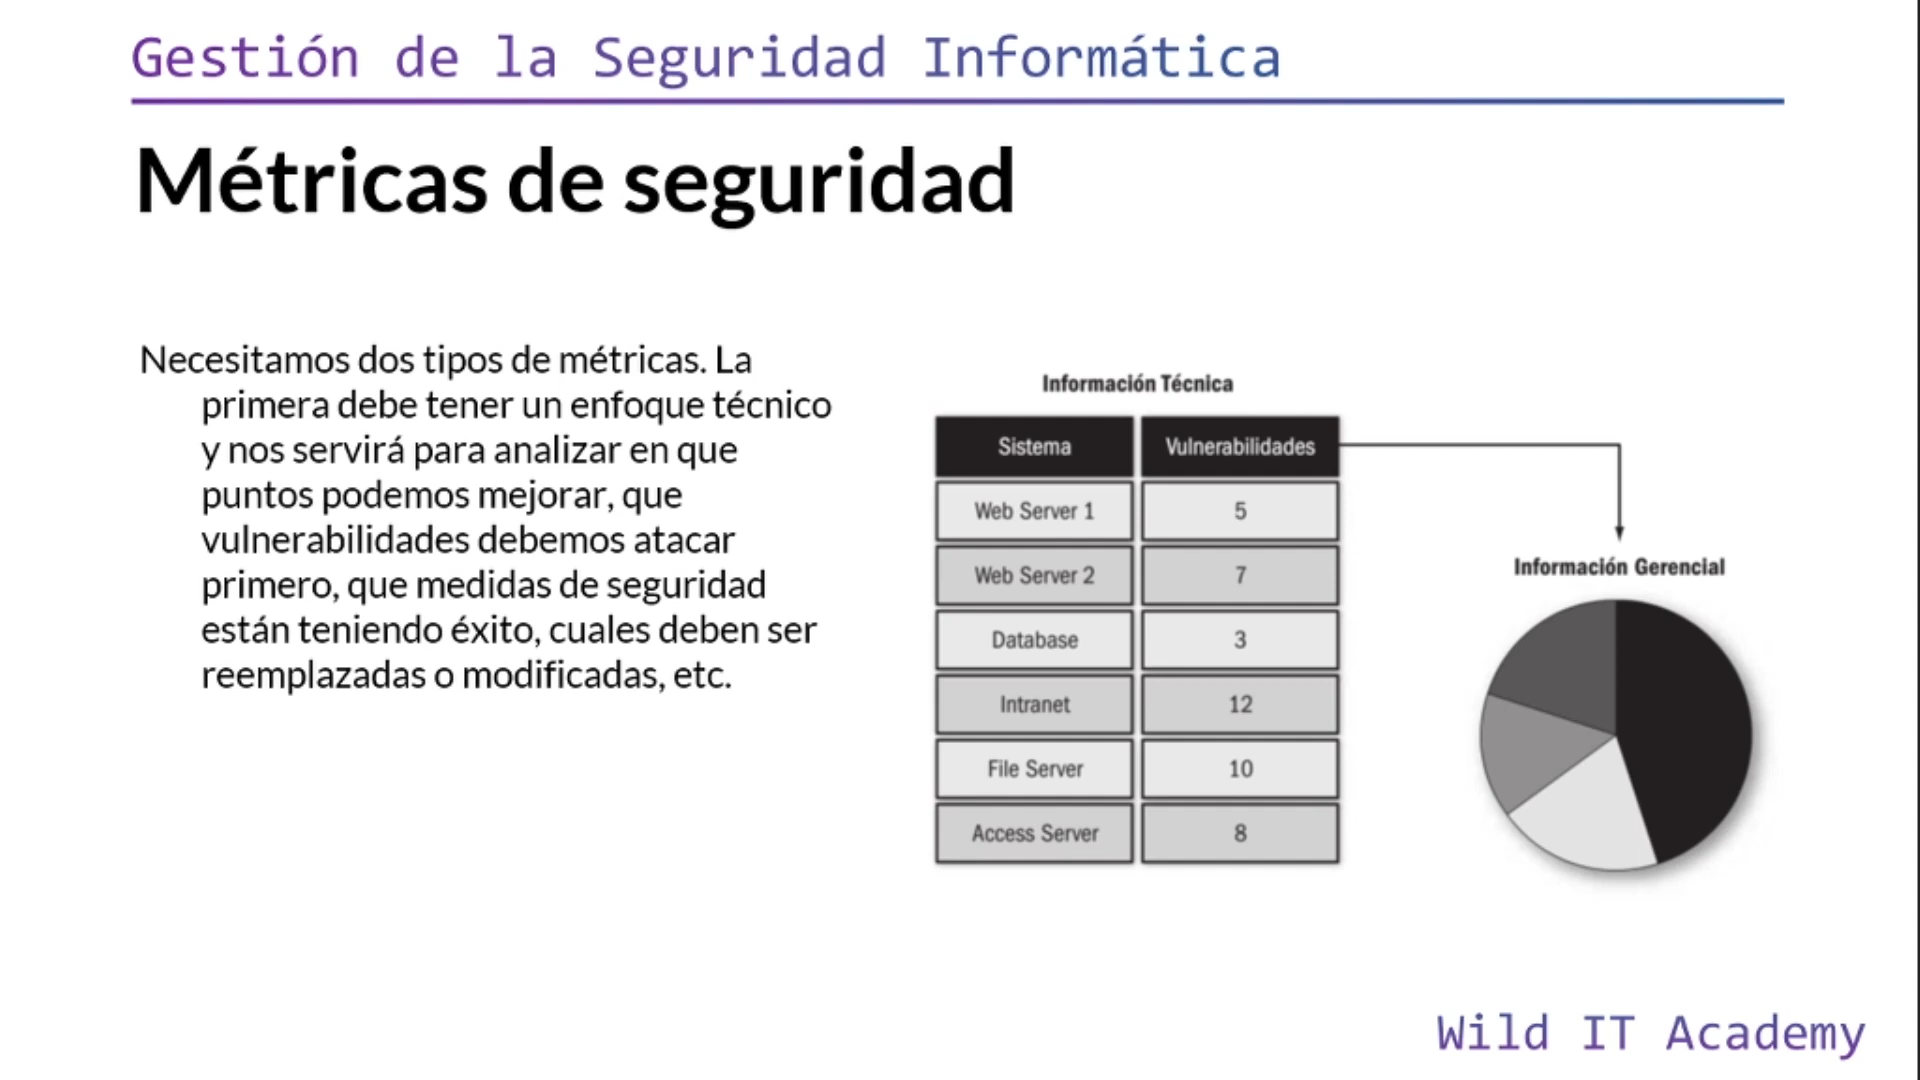 Gestión de la Seguridad Informática
Métricas de seguridad
Necesitamos dos tipos de métricas. La
primera debe tener un enfoque técnico
y nos servirá para analizar en que
puntos podemos mejorar, que
vulnerabilidades debemos atacar
primero, que medidas de seguridad
están teniendo éxito, cuales deben ser
reemplazadas o modificadas, etc.
Información Técnica
Sistema Vulnerabilidades
Web Server 1 5
Web Server 2 7
Database 3
Intranet 12
File Server 10
Access Server 8
Información Gerencial
Wild IT Academy